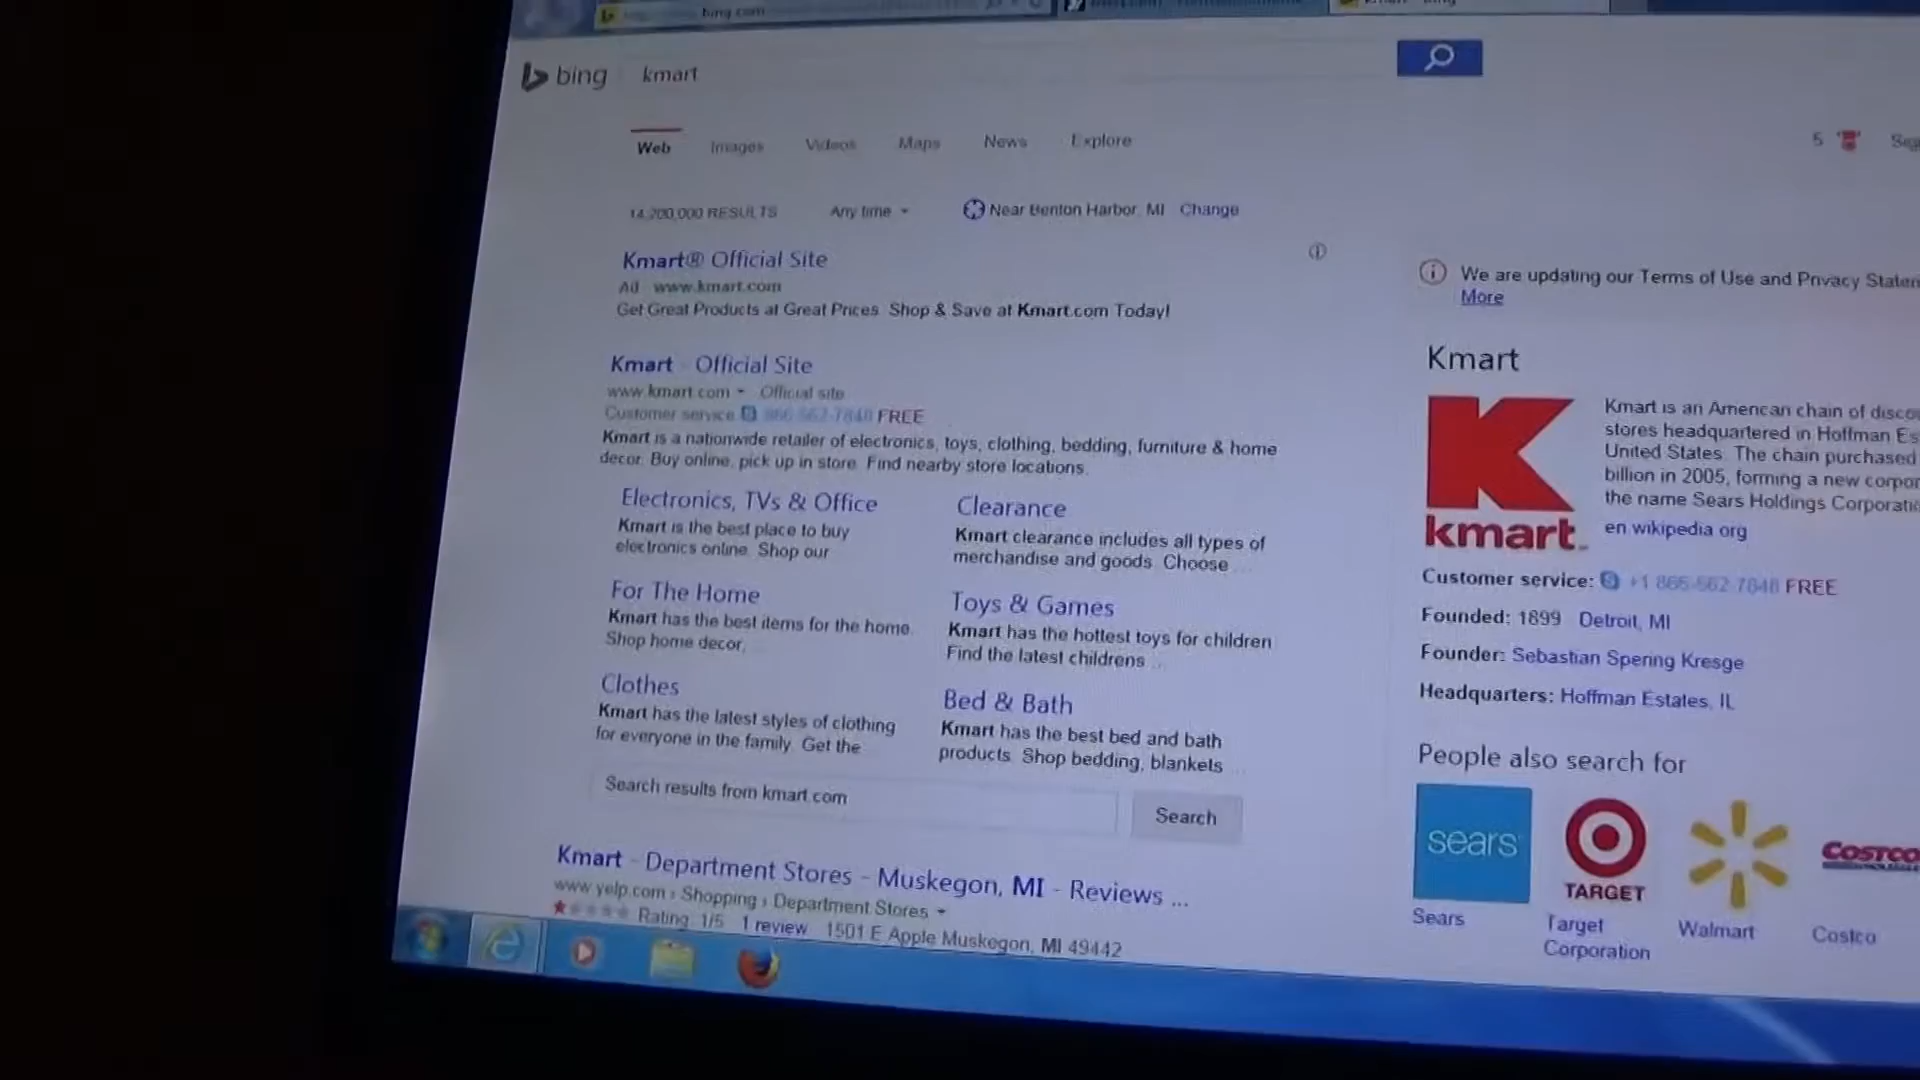 bing.com
bing kmart
Web Images Videos Maps News Explore
5
14,200,000 RESULTS Any time Near Benton Harbor, MI Change
Kmart® Official Site
Ad www.kmart.com
Get Great Products at Great Prices. Shop & Save at Kmart.com Today!
Kmart - Official Site
www.kmart.com Official site
Customer service FREE
Kmart is a nationwide retailer of electronics, toys, clothing, bedding, furniture & home
decor. Buy online, pick up in store. Find nearby store locations.
Electronics, TVs & Office
Kmart is the best place to buy
electronics online. Shop our
Clearance
Kmart clearance includes all types of
merchandise and goods. Choose ...
For The Home
Kmart has the best items for the home.
Shop home decor,
Toys & Games
Kmart has the hottest toys for children
Find the latest childrens ...
Clothes
Kmart has the latest styles of clothing
for everyone in the family. Get the
Bed & Bath
Kmart has the best bed and bath
products. Shop bedding, blankets ...
Search results from kmart.com
Search
Kmart - Department Stores - Muskegon, MI - Reviews ...
www.yelp.com › Shopping › Department Stores
Rating: 1/5 1 review 1501 E Apple Muskegon, MI 49442
We are updating our Terms of Use and Privacy
More
Kmart
kmart
Kmart is an American chain of
stores headquartered in Hoffman
United States. The chain purchased
billion in 2005, forming a new
the name Sears Holdings
en.wikipedia.org
Customer service: FREE
Founded: 1899 Detroit, MI
Founder: Sebastian Spering Kresge
Headquarters: Hoffman Estates, IL
People also search for
sears
TARGET
COSTCO
Sears
Target
Corporation
Walmart
Costco